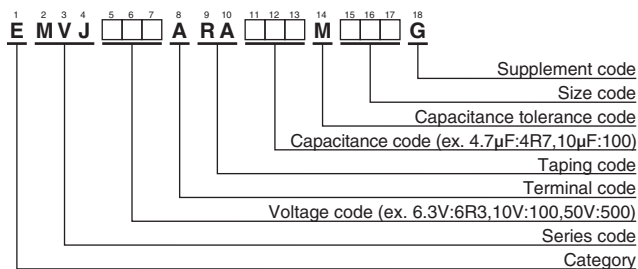 1 2 3 4 5 6 7 8 9 10 11 12 13 14 15 16 17 18
E M V J A R A M G
Supplement code
Size code
Capacitance tolerance code
Capacitance code (ex. 4.7µF:4R7,10µF:100)
Taping code
Terminal code
Voltage code (ex. 6.3V:6R3,10V:100,50V:500)
Series code
Category